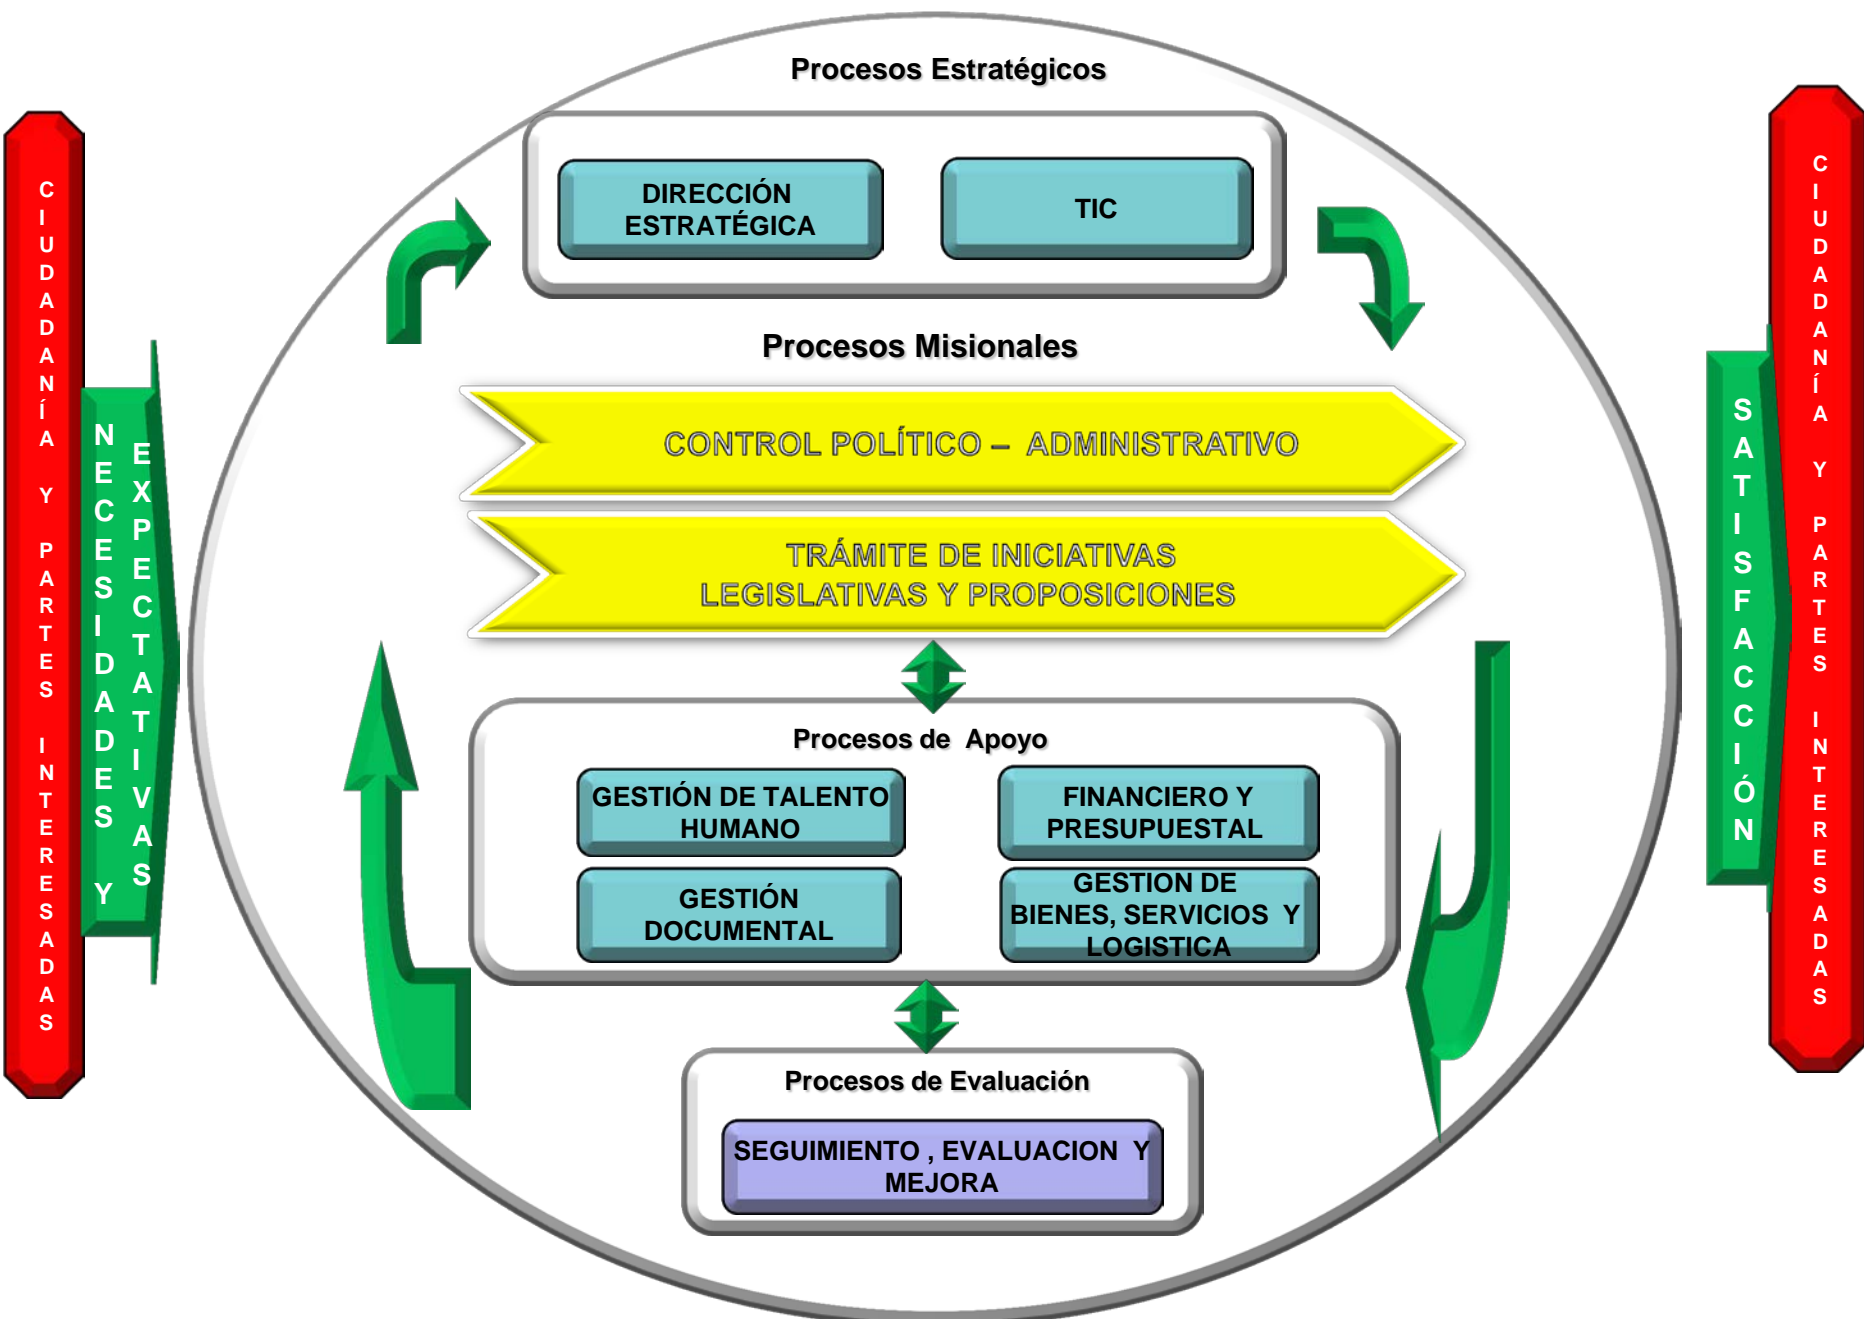 Procesos Estratégicos
DIRECCIÓN
ESTRATÉGICA
TIC
CIUDADANÍA Y PARTES INTERESADAS
NECESIDADES Y
EXPECTATIVAS
Procesos Misionales
CONTROL POLÍTICO – ADMINISTRATIVO
TRÁMITE DE INICIATIVAS
LEGISLATIVAS Y PROPOSICIONES
Procesos de Apoyo
GESTIÓN DE TALENTO
HUMANO
FINANCIERO Y
PRESUPUESTAL
GESTIÓN
DOCUMENTAL
GESTION DE
BIENES, SERVICIOS Y
LOGISTICA
Procesos de Evaluación
SEGUIMIENTO , EVALUACION Y
MEJORA
SATISFACCIÓN
CIUDADANÍA Y PARTES INTERESADAS